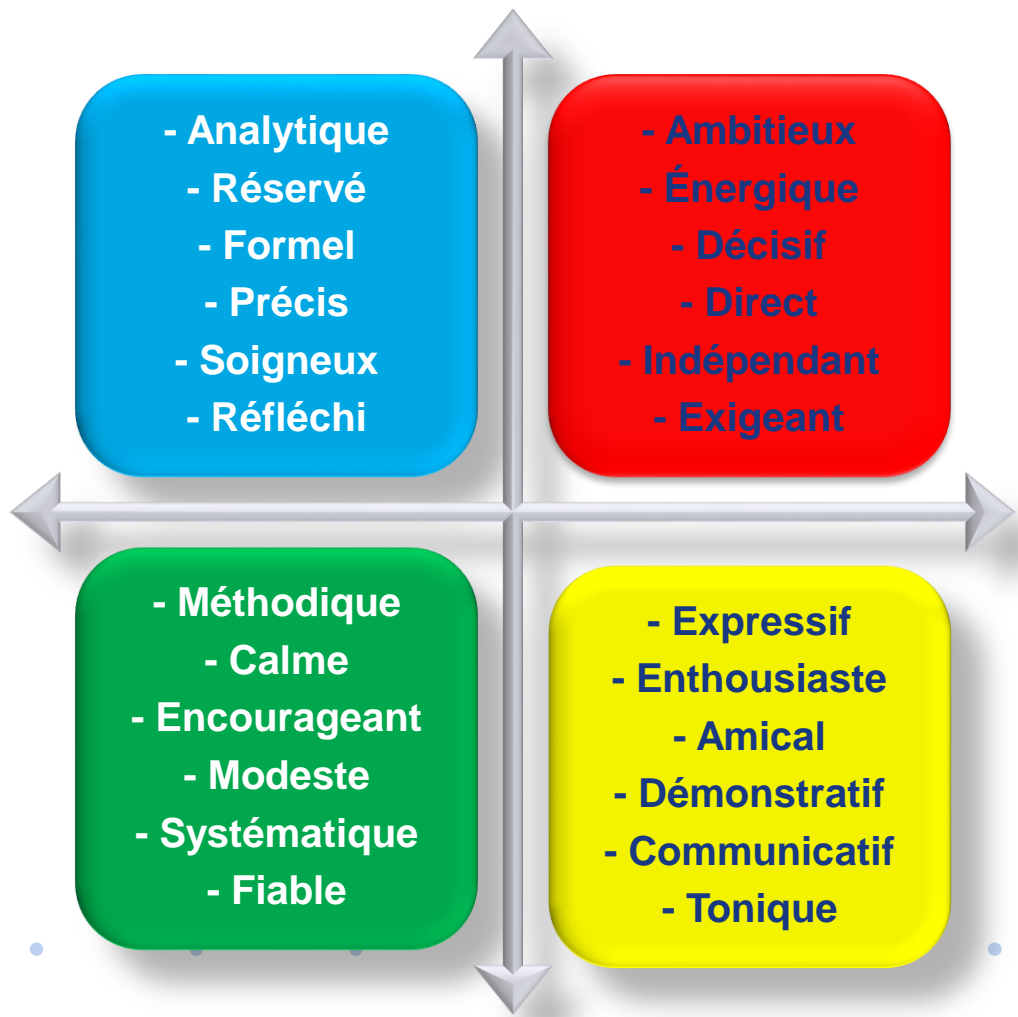 - Analytique
- Réservé
- Formel
- Précis
- Soigneux
- Réfléchi
- Ambitieux
- Énergique
- Décisif
- Direct
- Indépendant
- Exigeant
- Méthodique
- Calme
- Encourageant
- Modeste
- Systématique
- Fiable
- Expressif
- Enthousiaste
- Amical
- Démonstratif
- Communicatif
- Tonique